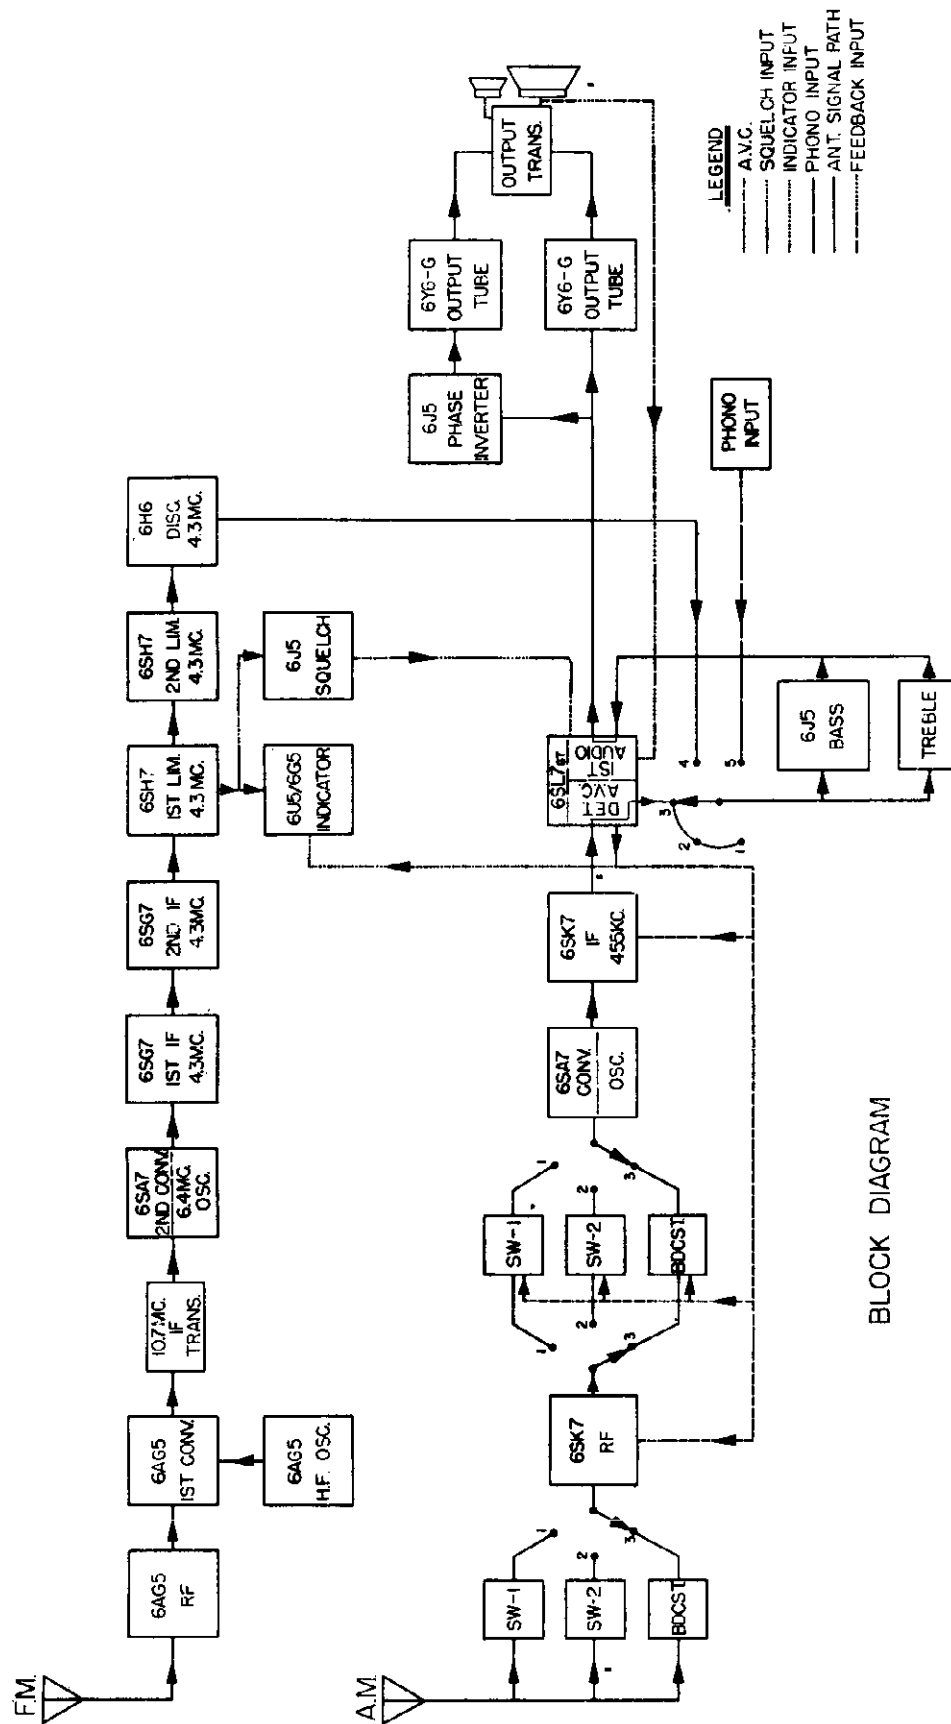 F.M.
6AG5
RF
6AG5
1ST CONV.
6AG5
H.F. OSC.
10.7MC.
IF
TRANS.
6SA7
2ND CONV.
6.4MC.
OSC.
6SG7
1ST IF
4.3MC.
6SG7
2ND IF
4.3MC.
6SH7
1ST LIM.
4.3MC.
6SH7
2ND LIM.
4.3MC.
6H6
DISC.
4.3MC.
6U5/6G5
INDICATOR
6J5
SQUELCH
6J5
PHASE
INVERTER
6Y6-G
OUTPUT
TUBE
6Y6-G
OUTPUT
TUBE
OUTPUT
TRANS.
A.M.
SW-1
SW-2
BDCST
1
2
3
6SK7
RF
1
2
3
SW-1
SW-2
BDCST
1
2
3
6SA7
CONV.
OSC.
6SK7
IF
455KC.
6SL7GT
DET.
A.V.C.
1ST
AUDIO
1
2
3
4
5
6J5
BASS
TREBLE
PHONO
INPUT
LEGEND
A.V.C.
SQUELCH INPUT
INDICATOR INPUT
PHONO INPUT
ANT. SIGNAL PATH
FEEDBACK INPUT
BLOCK DIAGRAM